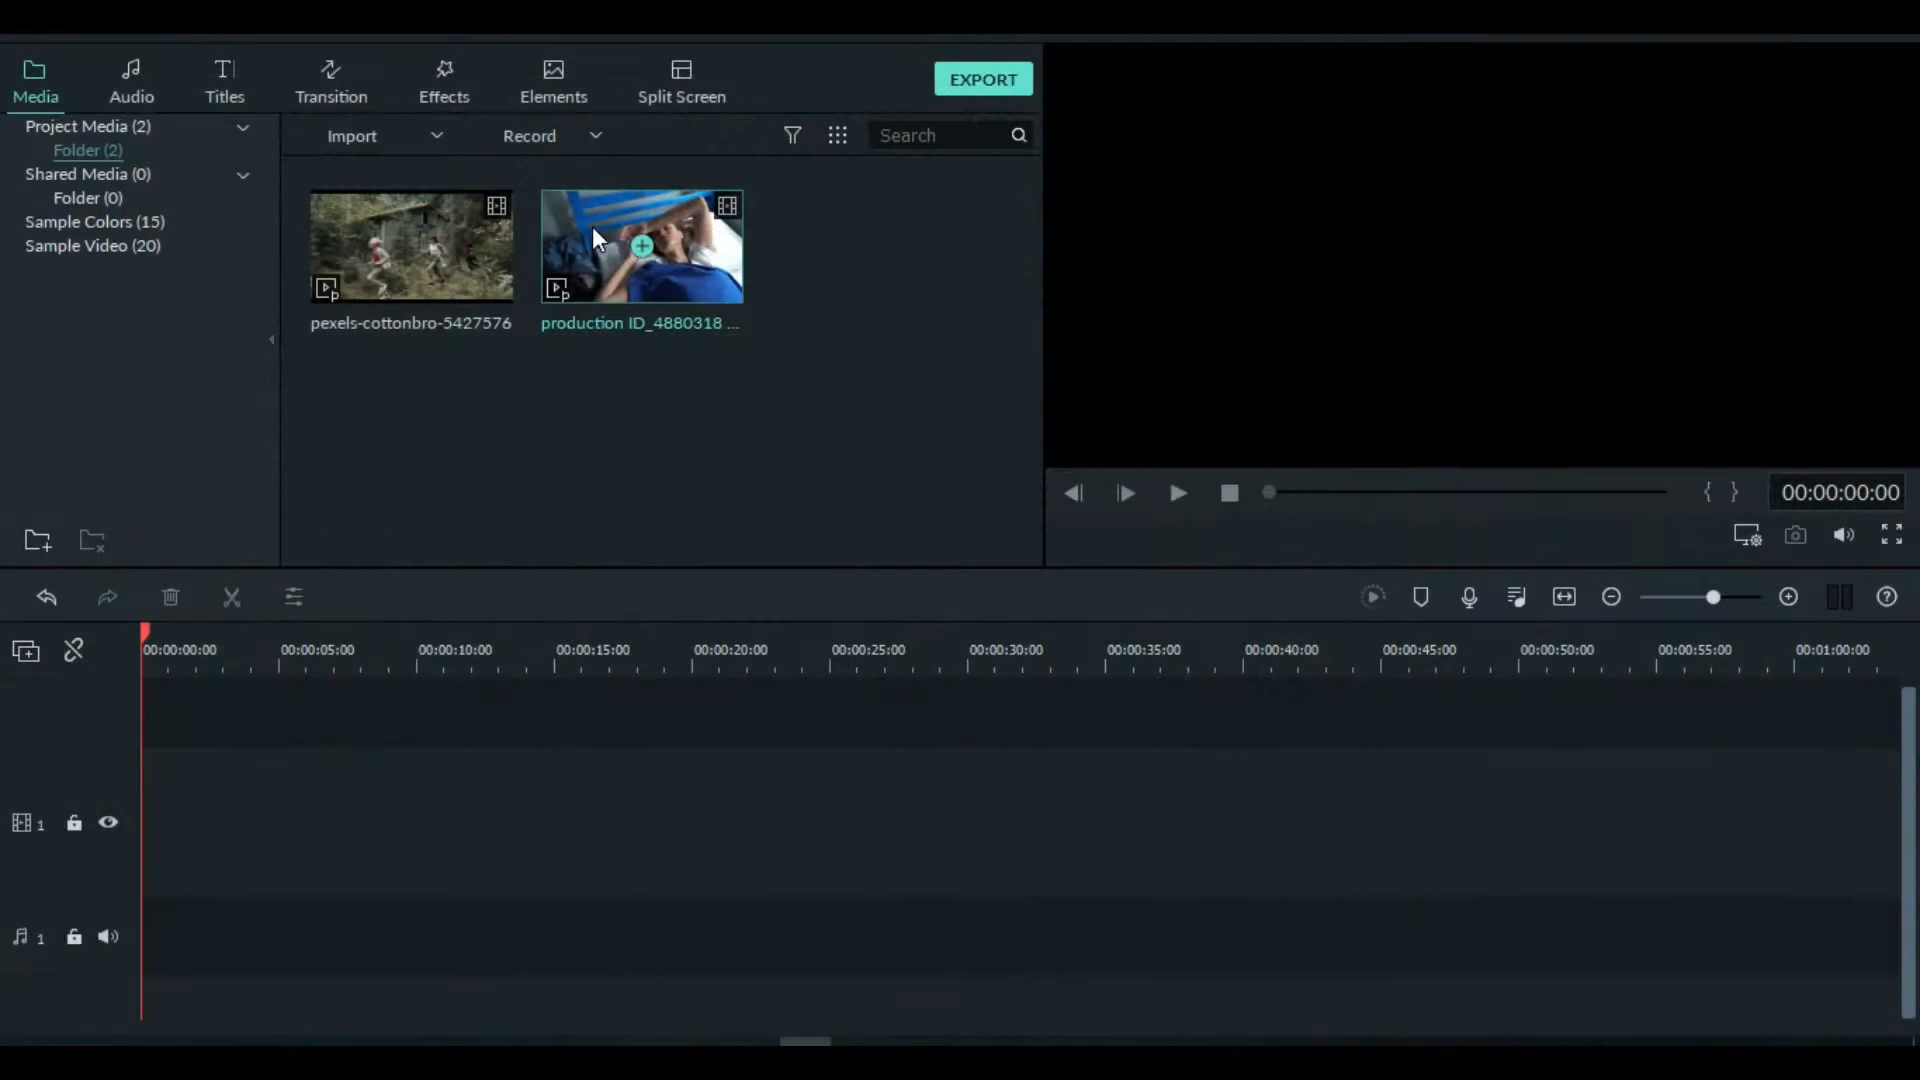 Media
Audio
Titles
Transition
Effects
Elements
Split Screen
EXPORT
Project Media (2)
Folder (2)
Shared Media (0)
Folder (0)
Sample Colors (15)
Sample Video (20)
Import
Record
Search
pexels-cottonbro-5427576
production ID_4880318 ...
{ }
00:00:00:00
00:00:00:00
00:00:05:00
00:00:10:00
00:00:15:00
00:00:20:00
00:00:25:00
00:00:30:00
00:00:35:00
00:00:40:00
00:00:45:00
00:00:50:00
00:00:55:00
00:01:00:00
1
1